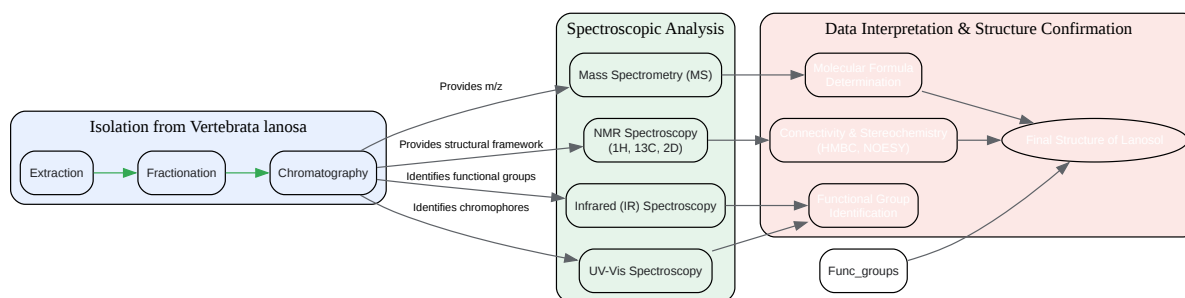 Isolation from Vertebrata lanosa
Extraction
Fractionation
Chromatography
Provides m/z
Provides structural framework
Identifies functional groups
Identifies chromophores
Spectroscopic Analysis
Mass Spectrometry (MS)
NMR Spectroscopy
(1H, 13C, 2D)
Infrared (IR) Spectroscopy
UV-Vis Spectroscopy
Data Interpretation & Structure Confirmation
Molecular Formula
Determination
Connectivity & Stereochemistry
(HMBC, NOESY)
Functional Group
Identification
Final Structure of Lanosol
Func_groups